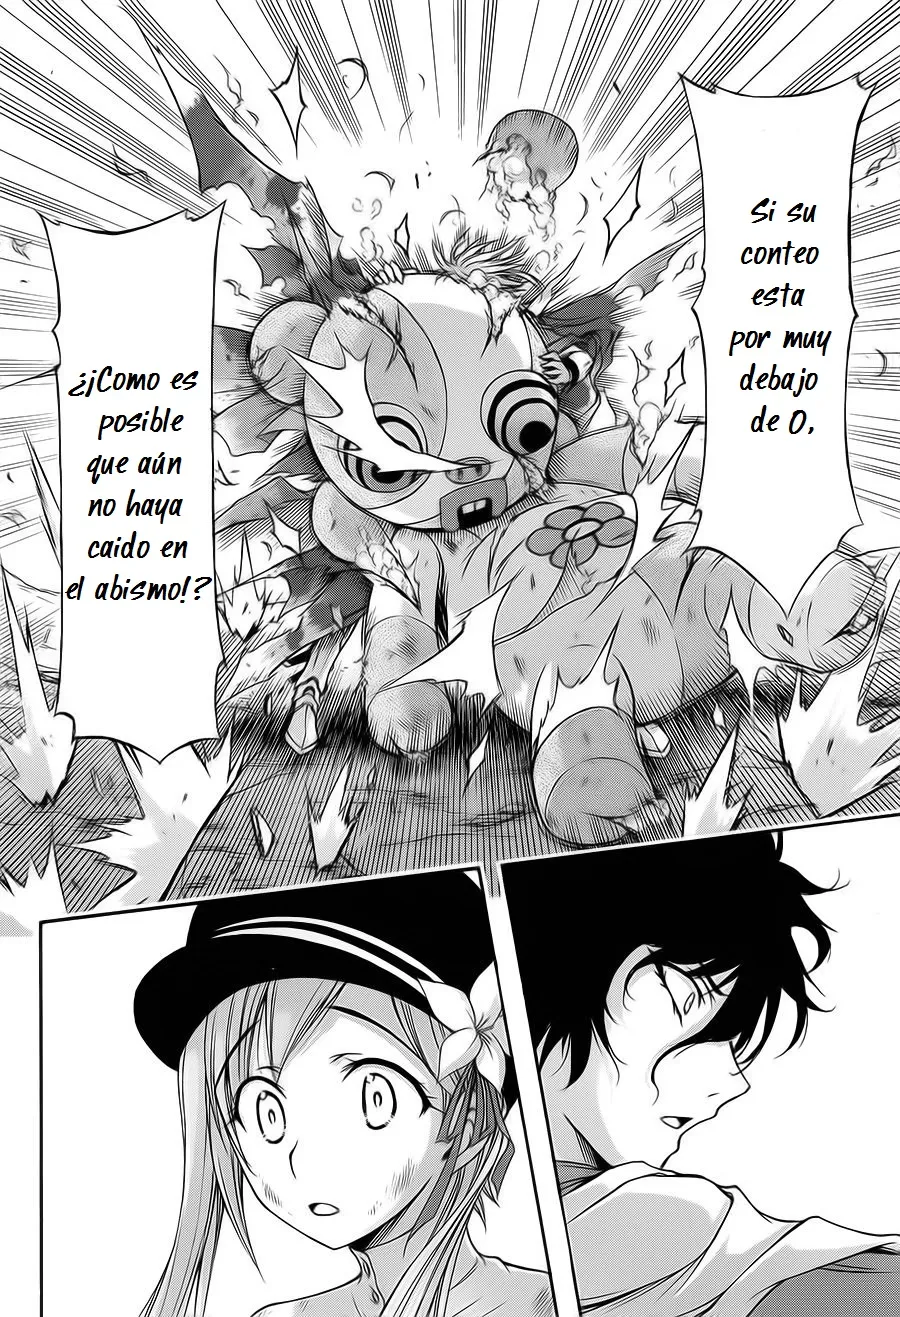 Si su
conteo
esta
por muy
debajo
de 0,
¿¡Como es
posible
que aún
no haya
caido en
el abismo!?